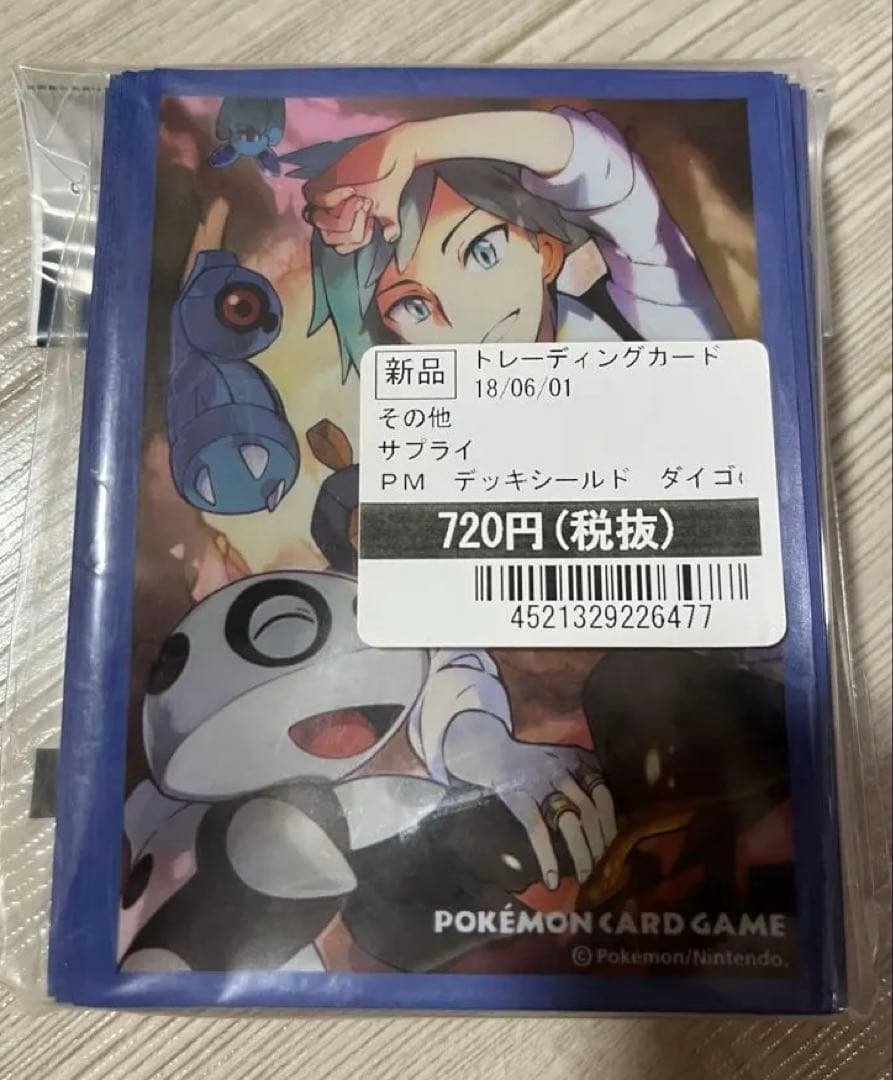 新品
トレーディングカード
18/06/01
その他
サプライ
PM デッキシールド ダイゴ(
720円(税抜)
4521329226477
POKÉMON CARD GAME
©Pokémon/Nintendo.